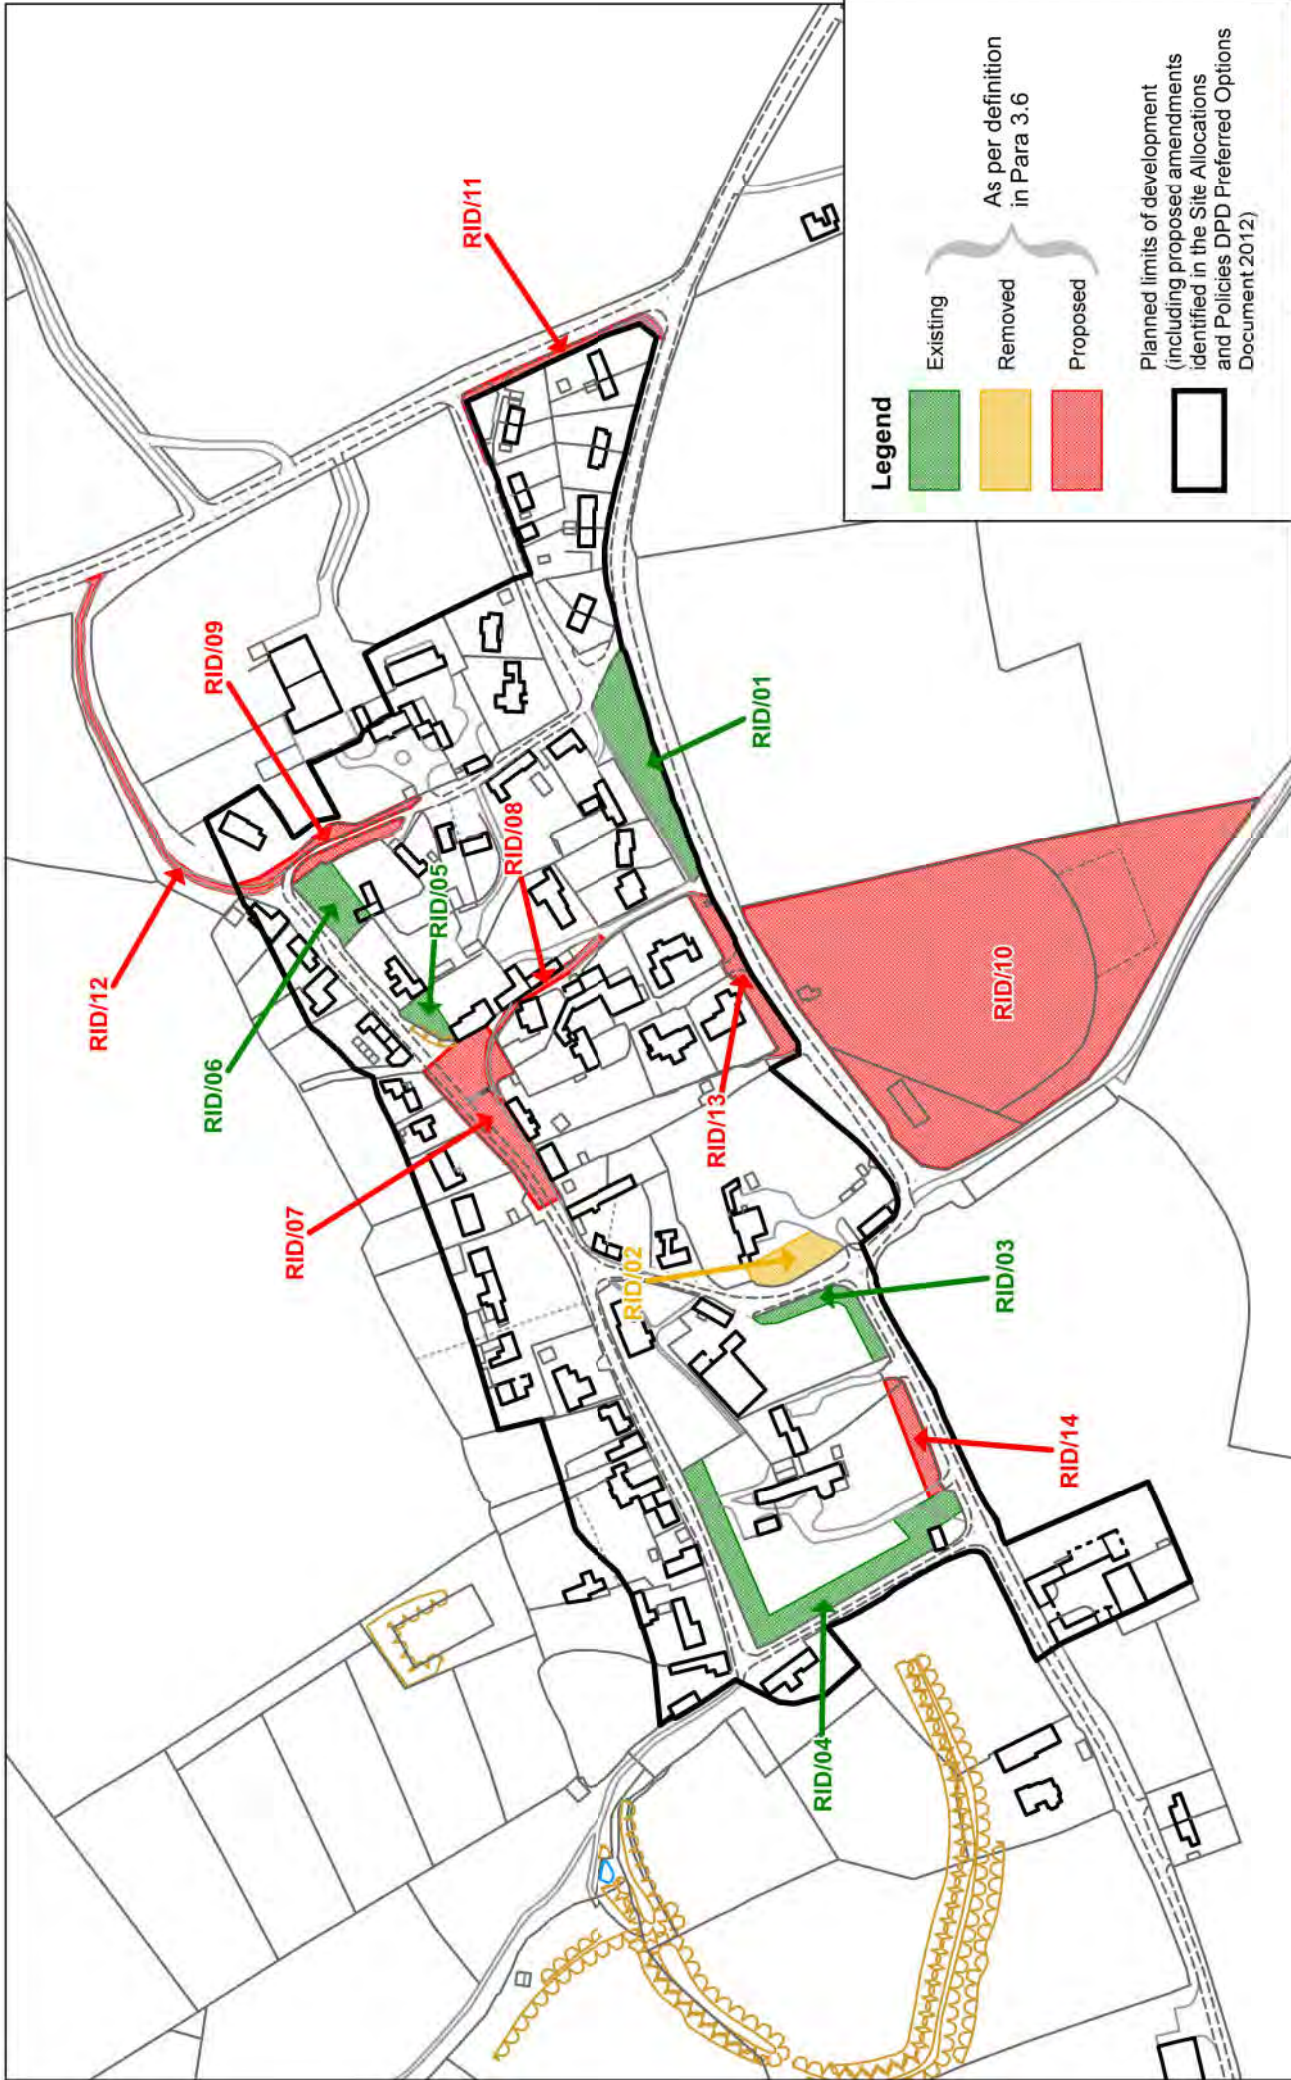 RID/12
RID/06
RID/09
RID/11
RID/07
RID/05
RID/08
RID/01
RID/02
RID/13
RID/10
RID/04
RID/03
RID/14
Legend
Existing
Removed
Proposed
As per definition
in Para 3.6
Planned limits of development
(including proposed amendments
identified in the Site Allocations
and Policies DPD Preferred Options
Document 2012)